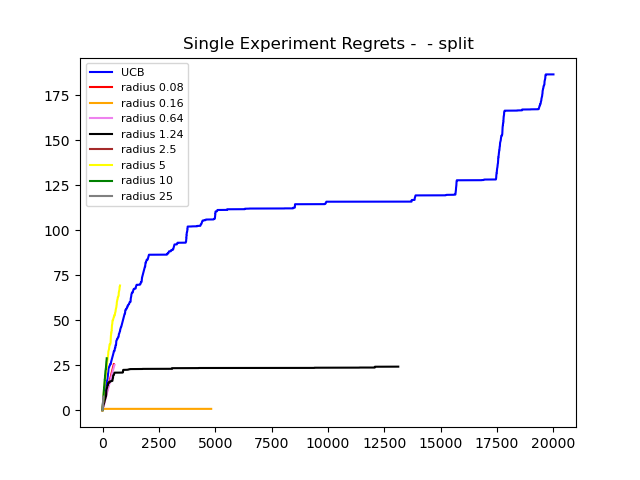 Single Experiment Regrets -  - split
UCB
radius 0.08
radius 0.16
radius 0.64
radius 1.24
radius 2.5
radius 5
radius 10
radius 25
175
150
125
100
75
50
25
0
0 2500 5000 7500 10000 12500 15000 17500 20000